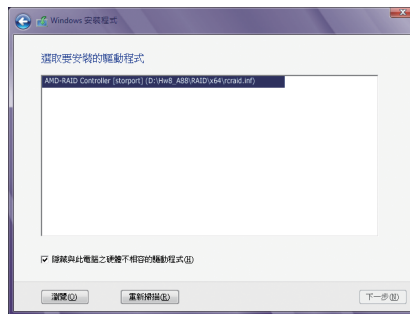 Windows 安裝程式
選取要安裝的驅動程式
AMD-RAID Controller [storport] (D:\Hw8_A88\RAID\x64\rcraid.inf)
隱藏與此電腦之硬體不相容的驅動程式(H)
瀏覽(O)
重新掃描(R)
下一步(N)